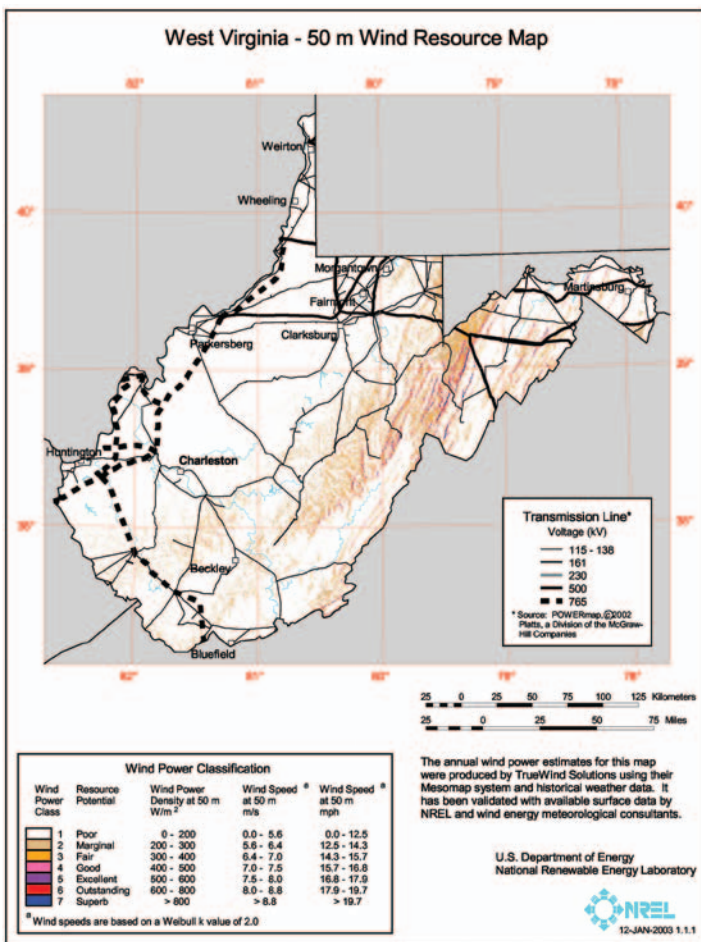 West Virginia - 50 m Wind Resource Map
82° 81° 80° 79° 78°
Weirton
Wheeling
40° 40°
Morgantown
Martinsburg
Fairmont
Parkersberg
Clarksburg
39° 39°
Huntington
Charleston
38° 38°
Beckley
Bluefield
82° 81° 80° 79° 78°
Transmission Line*
Voltage (kV)
115 - 138
161
230
500
765
* Source: POWERmap, ©2002
Platts, a Division of the McGraw-
Hill Companies
25 0 25 50 75 100 125 Kilometers
25 0 25 50 75 Miles
The annual wind power estimates for this map
were produced by TrueWind Solutions using their
Mesomap system and historical weather data. It
has been validated with available surface data by
NREL and wind energy meteorological consultants.
U.S. Department of Energy
National Renewable Energy Laboratory
NREL
12-JAN-2003 1.1.1
Wind Power Classification
Wind Resource Wind Power Wind Speed a Wind Speed a
Power Potential Density at 50 m at 50 m at 50 m
Class W/m 2 m/s mph
1 Poor 0 - 200 0.0 - 5.6 0.0 - 12.5
2 Marginal 200 - 300 5.6 - 6.4 12.5 - 14.3
3 Fair 300 - 400 6.4 - 7.0 14.3 - 15.7
4 Good 400 - 500 7.0 - 7.5 15.7 - 16.8
5 Excellent 500 - 600 7.5 - 8.0 16.8 - 17.9
6 Outstanding 600 - 800 8.0 - 8.8 17.9 - 19.7
7 Superb > 800 > 8.8 > 19.7
a Wind speeds are based on a Weibull k value of 2.0